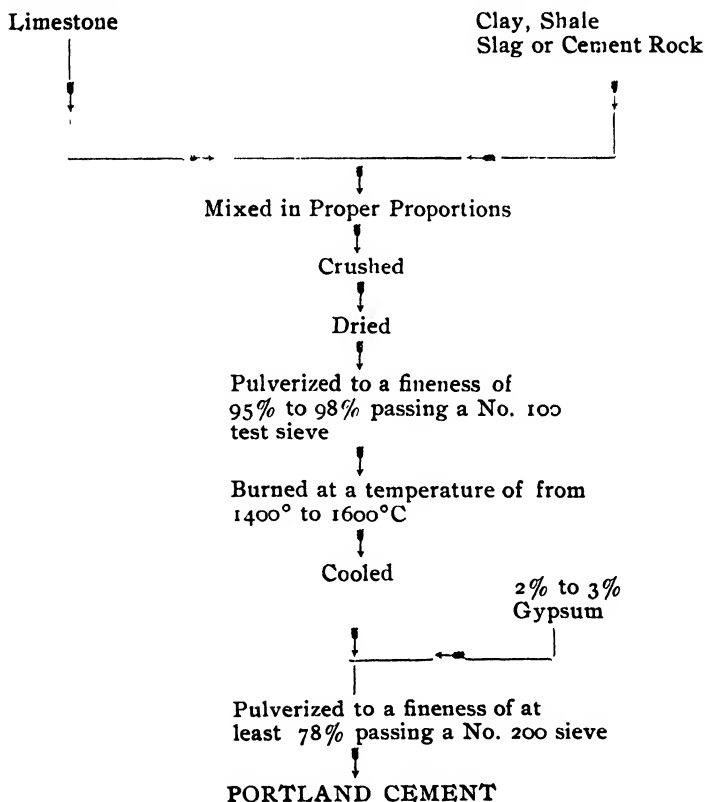 Limestone
Clay, Shale
Slag or Cement Rock
Mixed in Proper Proportions
Crushed
Dried
Pulverized to a fineness of
95% to 98% passing a No. 100
test sieve
Burned at a temperature of from
1400° to 1600°C
Cooled
2% to 3%
Gypsum
Pulverized to a fineness of at
least 78% passing a No. 200 sieve
PORTLAND CEMENT